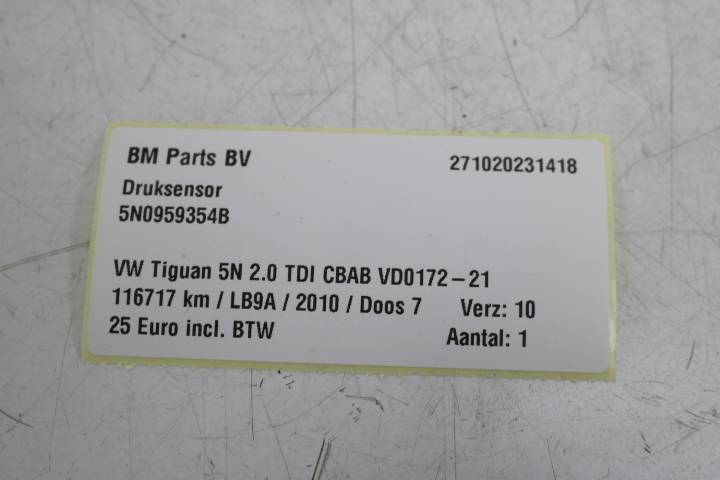 BM Parts BV 271020231418
Druksensor
5N0959354B
VW Tiguan 5N 2.0 TDI CBAB VD0172-21
116717 km / LB9A / 2010 / Doos 7 Verz: 10
25 Euro incl. BTW Aantal: 1